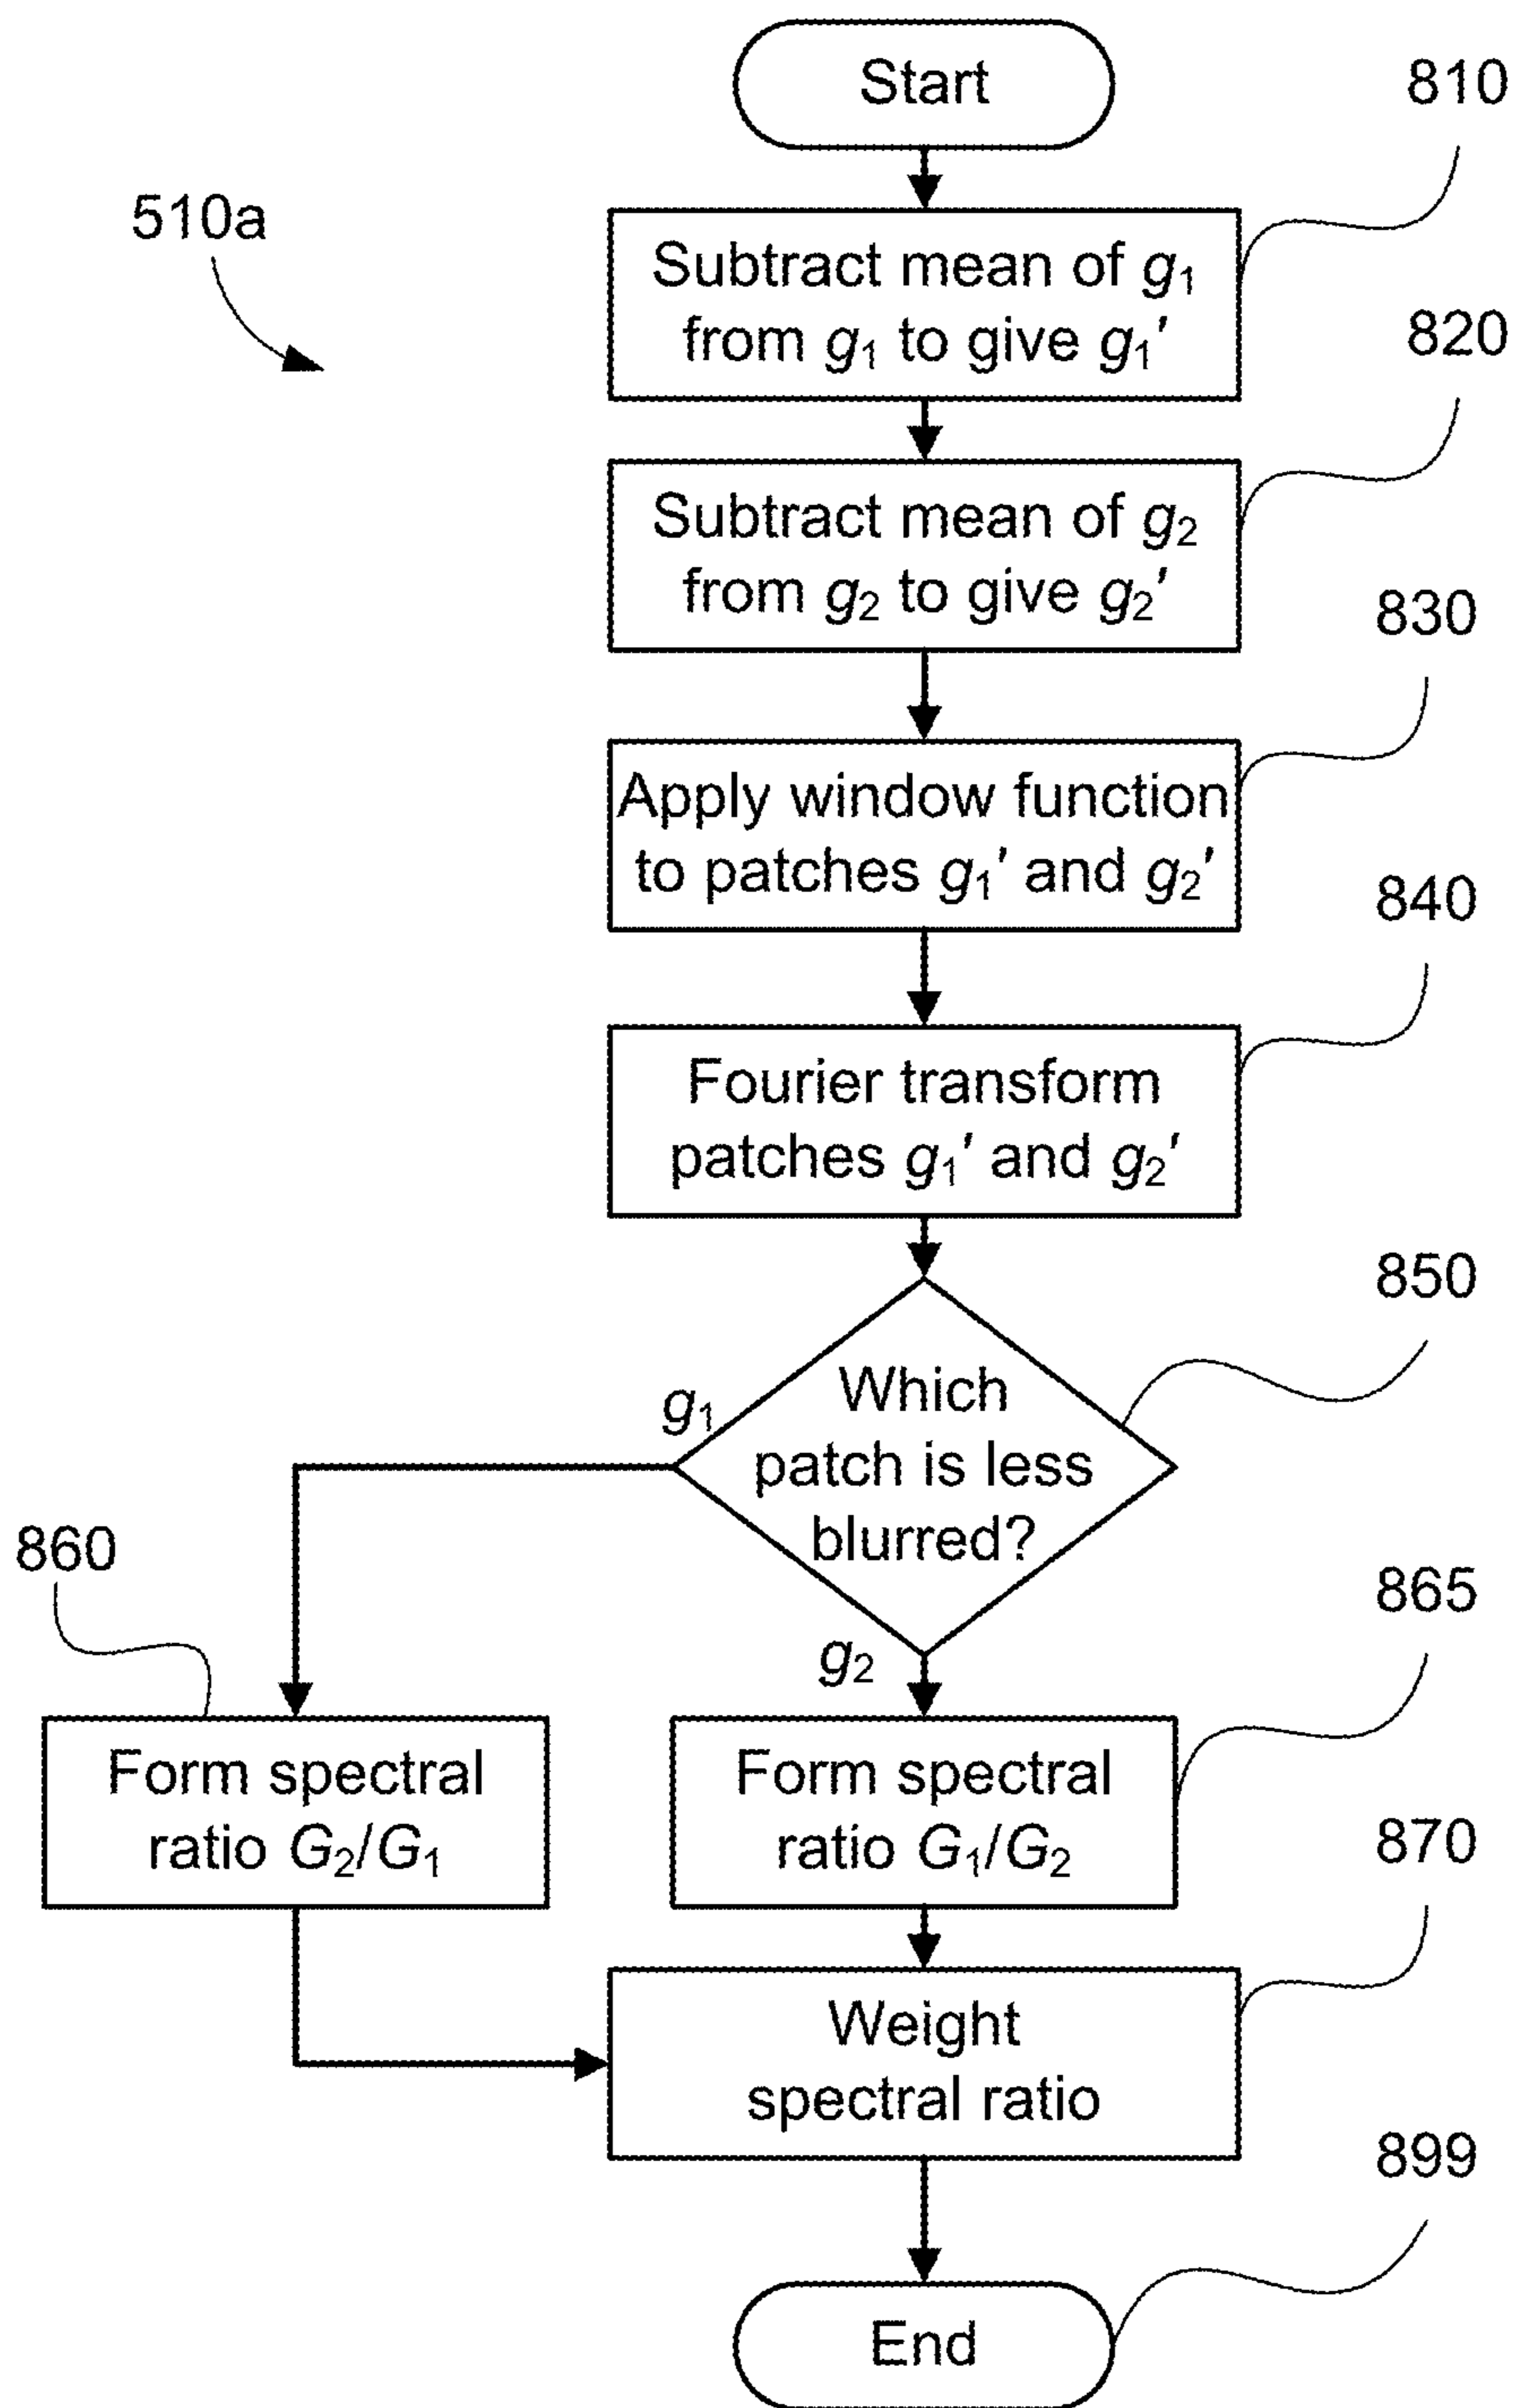 Start
810
510a
Subtract mean of g₁
from g₁ to give g₁′
820
Subtract mean of g₂
from g₂ to give g₂′
830
Apply window function
to patches g₁′ and g₂′
840
Fourier transform
patches g₁′ and g₂′
850
g₁
Which
patch is less
blurred?
860
g₂
865
Form spectral
ratio G₂/G₁
Form spectral
ratio G₁/G₂
870
Weight
spectral ratio
899
End